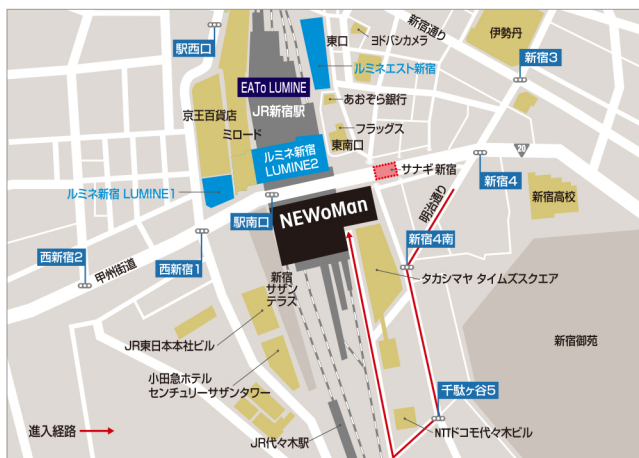 新宿通り
伊勢丹
駅西口
東口
ヨドバシカメラ
ルミネエスト新宿
新宿3
EATo LUMINE
京王百貨店
JR新宿駅
あおぞら銀行
ミロード
フラッグス
東南口
20
ルミネ新宿
LUMINE2
サナギ新宿
新宿4
ルミネ新宿 LUMINE1
新宿高校
駅南口
NEWoMan
明治通り
西新宿2
甲州街道
西新宿1
新宿4南
新宿
サザン
テラス
タカシマヤ タイムズスクエア
JR東日本本社ビル
新宿御苑
小田急ホテル
センチュリーサザンタワー
千駄ヶ谷5
進入経路
JR代々木駅
NTTドコモ代々木ビル